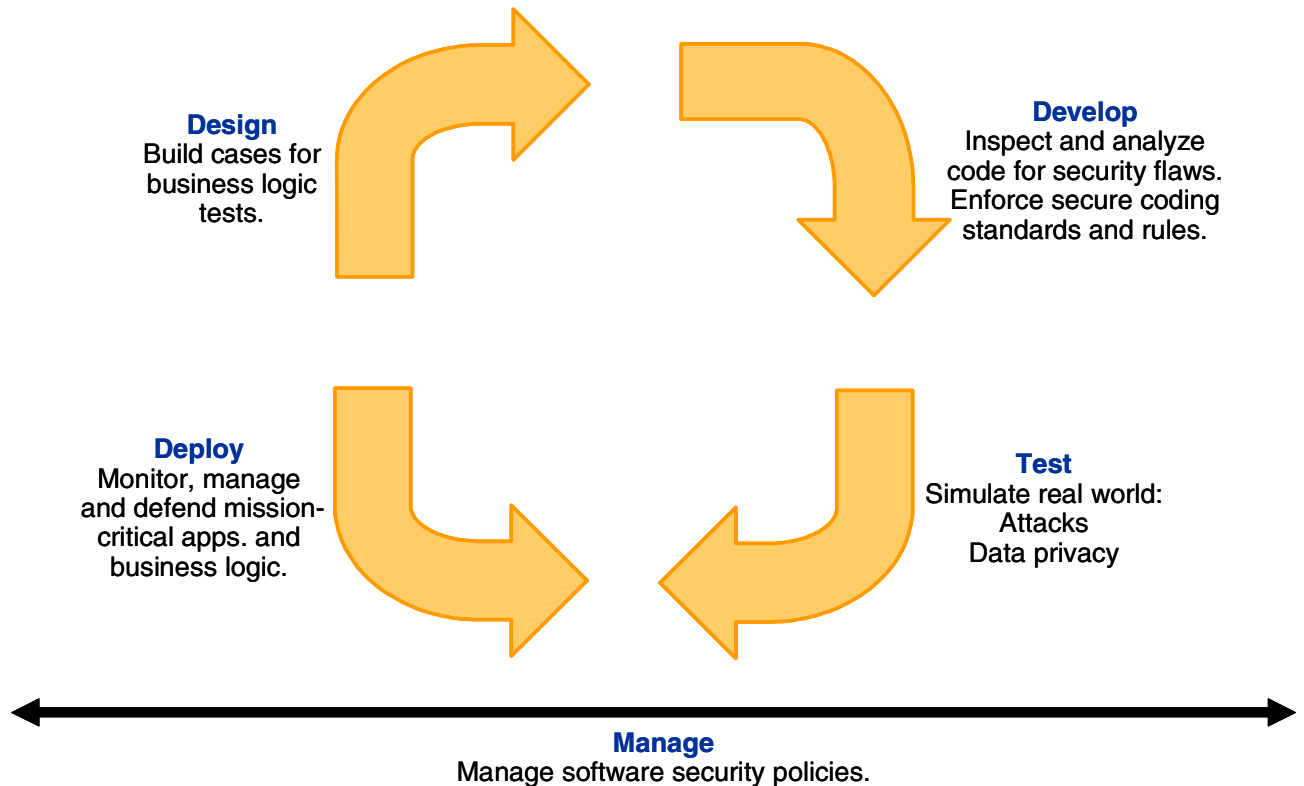 Design
Build cases for
business logic
tests.
Develop
Inspect and analyze
code for security flaws.
Enforce secure coding
standards and rules.
Deploy
Monitor, manage
and defend mission-
critical apps. and
business logic.
Test
Simulate real world:
Attacks
Data privacy
Manage
Manage software security policies.